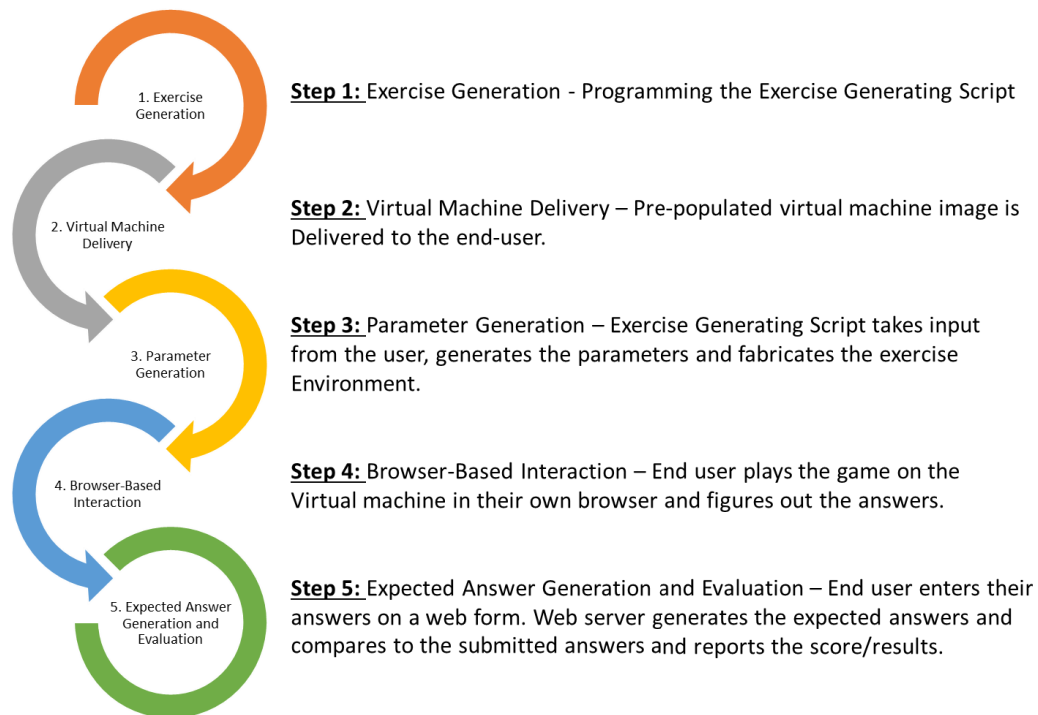 1. Exercise
Generation
Step 1: Exercise Generation - Programming the Exercise Generating Script
2. Virtual Machine
Delivery
Step 2: Virtual Machine Delivery – Pre-populated virtual machine image is
Delivered to the end-user.
3. Parameter
Generation
Step 3: Parameter Generation – Exercise Generating Script takes input
from the user, generates the parameters and fabricates the exercise
Environment.
4. Browser-Based
Interaction
Step 4: Browser-Based Interaction – End user plays the game on the
Virtual machine in their own browser and figures out the answers.
5. Expected Answer
Generation and
Evaluation
Step 5: Expected Answer Generation and Evaluation – End user enters their
answers on a web form. Web server generates the expected answers and
compares to the submitted answers and reports the score/results.